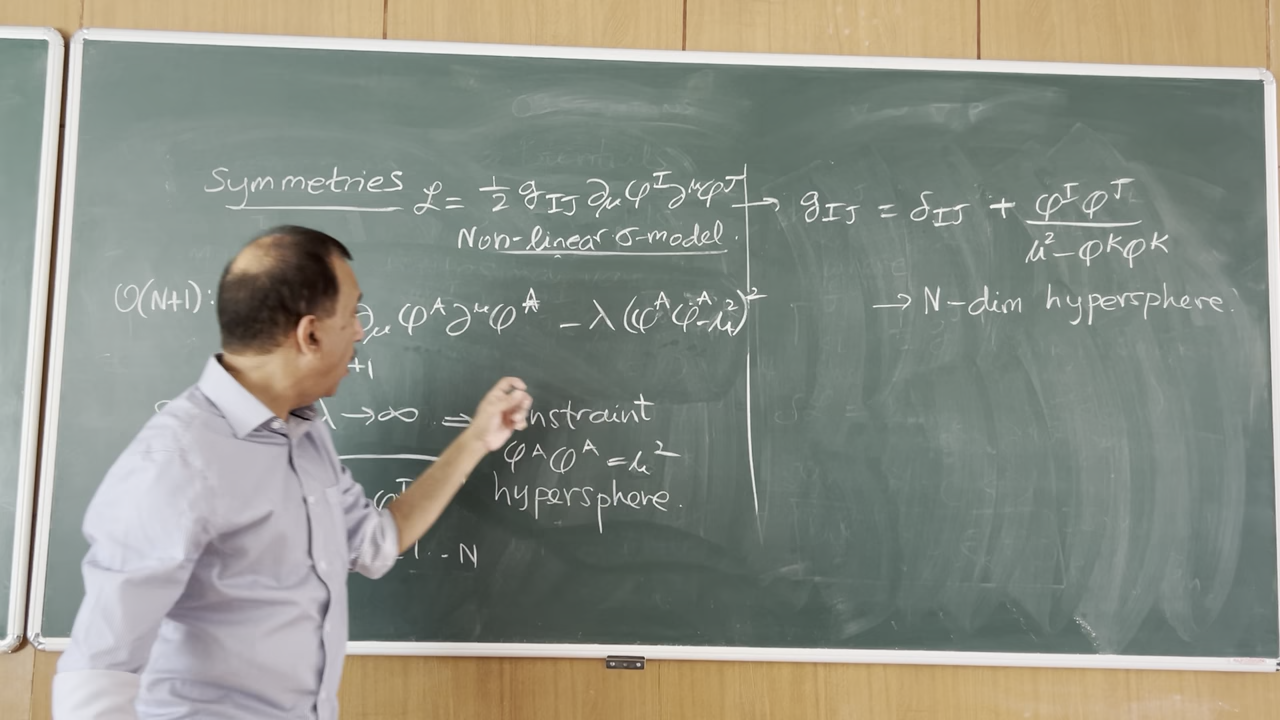 Symmetries ℒ = 1/2 g_IJ ∂_μ φ^I ∂^μ φ^J
Non-linear σ-model.
O(N+1): ∂_μ φ^A ∂^μ φ^A - λ (φ^A φ^A - μ²)²
+1
λ → ∞ ⇒ constraint
φ^A φ^A = μ²
hypersphere.
φ^I
1 .. N
→ g_IJ = δ_IJ + φ^I φ^J / (μ² - φ^K φ^K)
→ N-dim hypersphere.